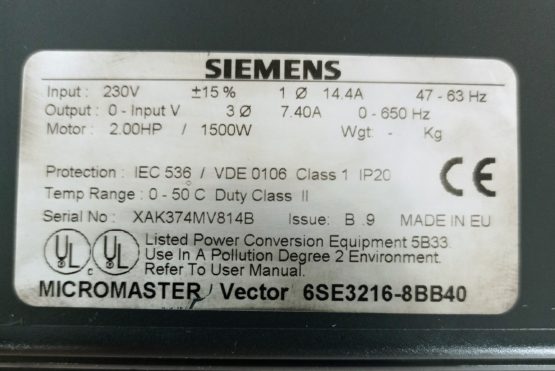 SIEMENS
Input : 230V ±15 % 1 Ø 14.4A 47 - 63 Hz
Output : 0 - Input V 3 Ø 7.40A 0 - 650 Hz
Motor : 2.00HP / 1500W Wgt: - Kg
Protection : IEC 536 / VDE 0106 Class 1 IP20
Temp Range : 0 - 50 C Duty Class II
CE
Serial No : XAK374MV814B Issue: B .9 MADE IN EU
UL c UL Listed Power Conversion Equipment 5B33.
Use In A Pollution Degree 2 Environment.
Refer To User Manual.
MICROMASTER Vector 6SE3216-8BB40